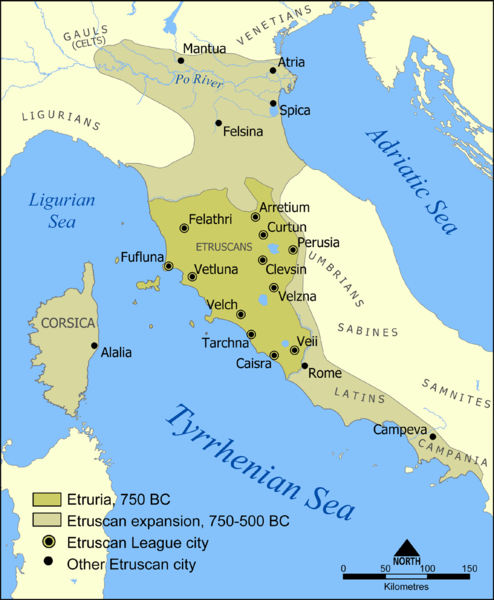 GAULS
(CELTS)
VENETIANS
Mantua
Atria
Po River
Spica
Felsina
LIGURIANS
Adriatic Sea
Ligurian
Sea
Arretium
Felathri
Curtun
ETRUSCANS
Perusia
Fufluna
Clevsin
Vetluna
UMBRIANS
Velznα
CORSICA
Velch
SABINES
Alalia
Tarchna
Veii
Caisra
Rome
SAMNITES
LATINS
Campeva
CAMPANIA
Tyrrhenian Sea
Etruria, 750 BC
Etruscan expansion, 750-500 BC
Etruscan League city
Other Etruscan city
NORTH
0 50 100 150
Kilometres